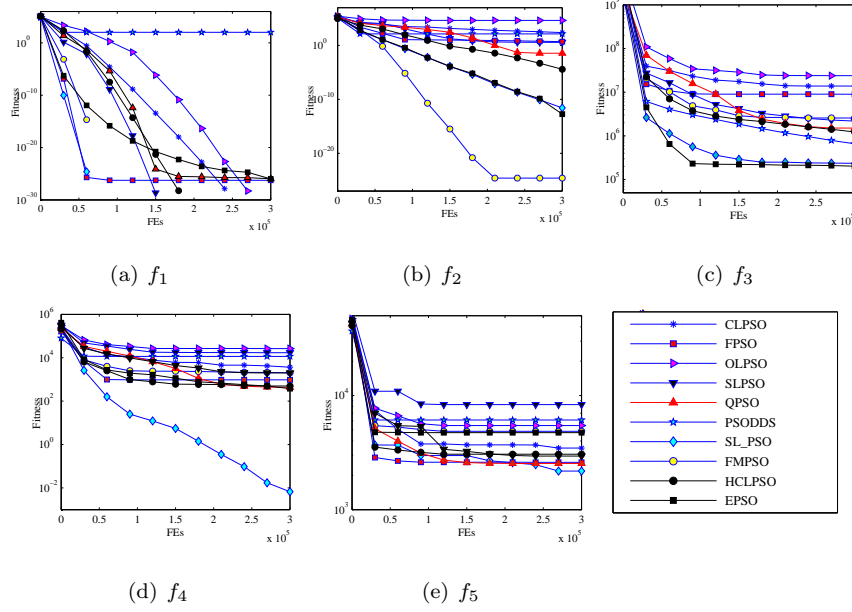 10^0
10^-10
10^-20
10^-30
Fitness
0 0.5 1 1.5 2 2.5 3
FEs
x 10^5
(a) f1
10^0
10^-10
10^-20
Fitness
0 0.5 1 1.5 2 2.5 3
FEs
x 10^5
(b) f2
10^7
10^6
10^5
Fitness
0 0.5 1 1.5 2 2.5
FEs
x 10^5
(c) f3
10^6
10^4
10^2
10^0
10^-2
Fitness
0 0.5 1 1.5 2 2.5 3
FEs
x 10^5
(d) f4
10^4
10^3
Fitness
0 0.5 1 1.5 2 2.5 3
FEs
x 10^5
(e) f5
CLPSO
FPSO
OLPSO
SLPSO
QPSO
PSODDS
SL_PSO
FMPSO
HCLPSO
EPSO